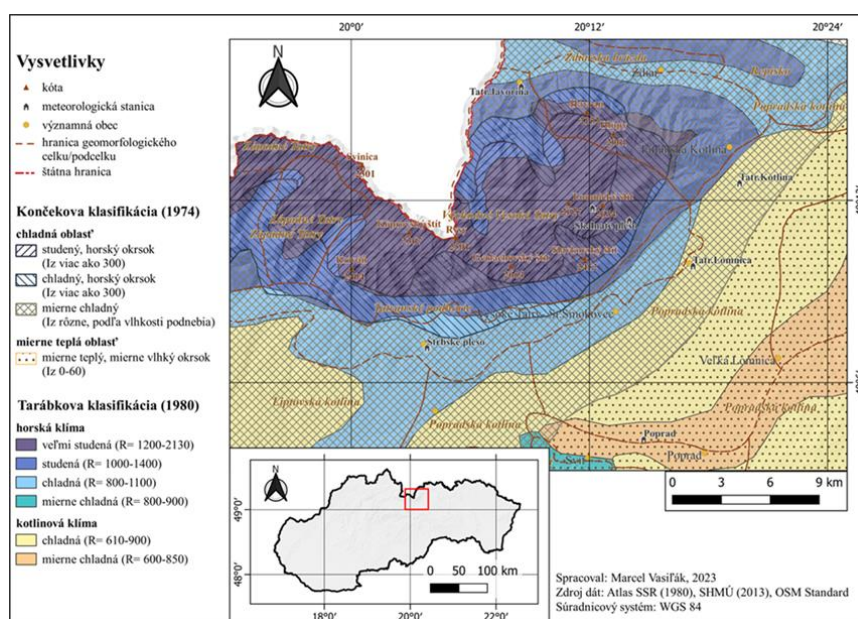 Vysvetlivky
kóta
meteorologická stanica
významná obec
hranica geomorfologického
celku/podcelku
štátna hranica
Končekova klasifikácia (1974)
chladná oblasť
studený, horský okrsok
(Iz viac ako 300)
chladný, horský okrsok
(Iz viac ako 300)
mierne chladný
(Iz rôzne, podľa vlhkosti podnebia)
mierne teplá oblasť
mierne teplý, mierne vlhký okrsok
(Iz 0-60)
Tarábkova klasifikácia (1980)
horská klíma
veľmi studená (R= 1200-2130)
studená (R= 1000-1400)
chladná (R= 800-1100)
mierne chladná (R= 800-900)
kotlinová klíma
chladná (R= 610-900)
mierne chladná (R= 600-850)
20°0'
20°12'
20°24'
N
Ždiar
Tatr. Javorina
Popradská kotlina
Západné Tatry
Tatr. Kotlina
Rysy
Tatr. Lomnica
Popradská kotlina
Štrbské pleso
Veľká Lomnica
Liptovská kotlina
Popradská kotlina
Popradská kotlina
Poprad
Poprad
0 3 6 9 km
N
49°0'
48°0'
0 50 100 km
18°0'
20°0'
22°0'
Spracoval: Marcel Vasiľák, 2023
Zdroj dát: Atlas SSR (1980), SHMÚ (2013), OSM Standard
Súradnicový systém: WGS 84